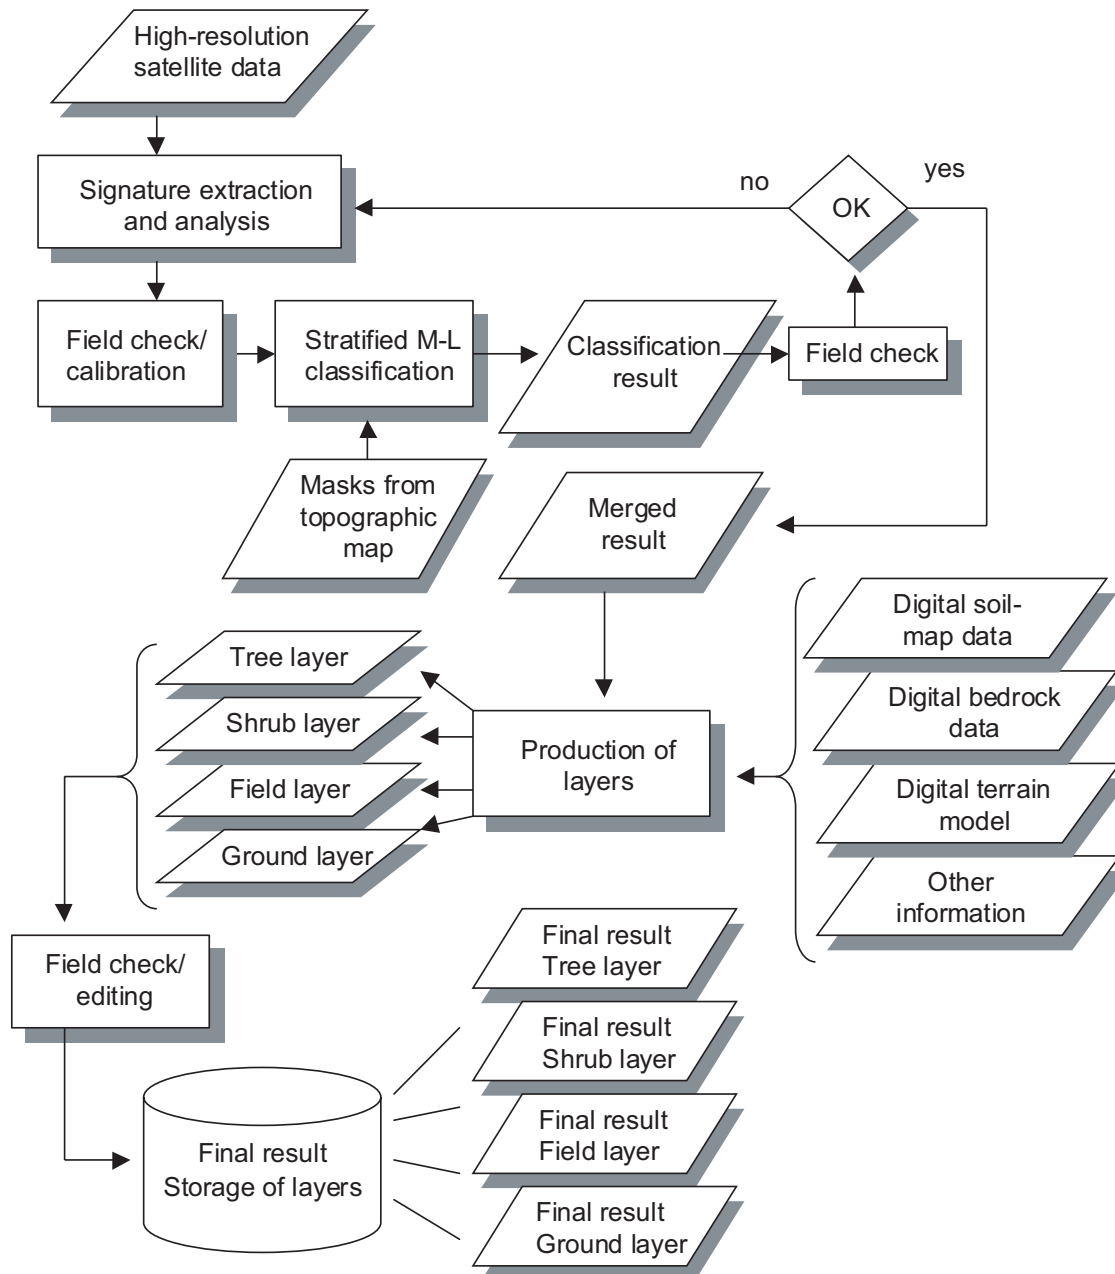 High-resolution
satellite data
Signature extraction
and analysis
no
yes
OK
Field check/
calibration
Stratified M-L
classification
Classification
result
Field check
Masks from
topographic
map
Merged
result
Digital soil-
map data
Digital bedrock
data
Digital terrain
model
Other
information
Production of
layers
Tree layer
Shrub layer
Field layer
Ground layer
Field check/
editing
Final result
Storage of layers
Final result
Tree layer
Final result
Shrub layer
Final result
Field layer
Final result
Ground layer